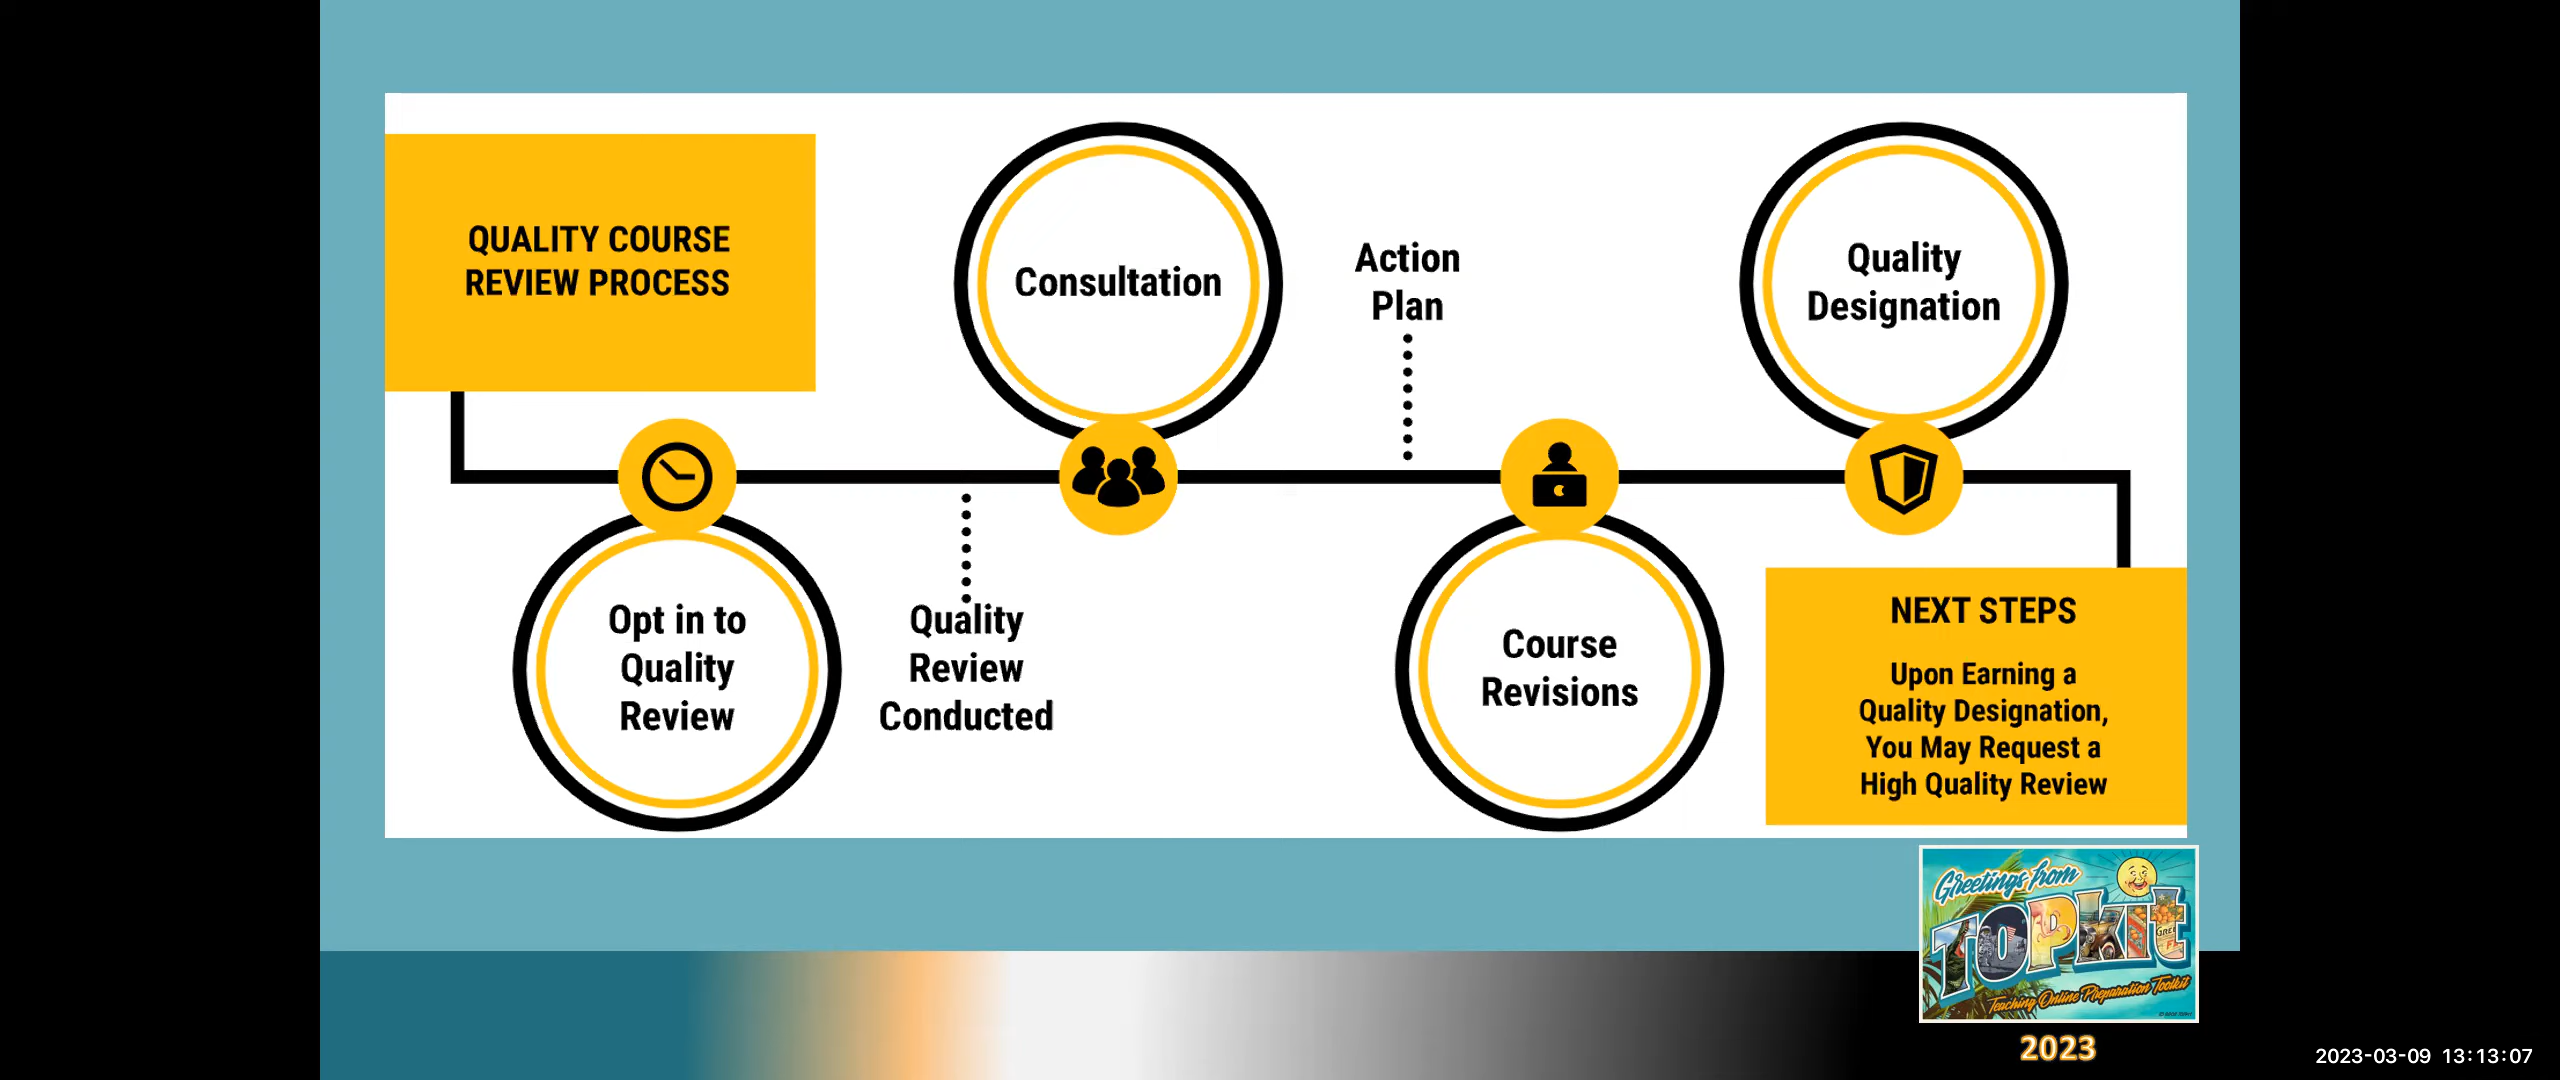 QUALITY COURSE
REVIEW PROCESS
Opt in to
Quality
Review
Quality
Review
Conducted
Consultation
Action
Plan
Course
Revisions
Quality
Designation
NEXT STEPS
Upon Earning a
Quality Designation,
You May Request a
High Quality Review
Greetings from
TOPkit
Teaching Online Preparation Toolkit
2023
2023-03-09 13:13:07